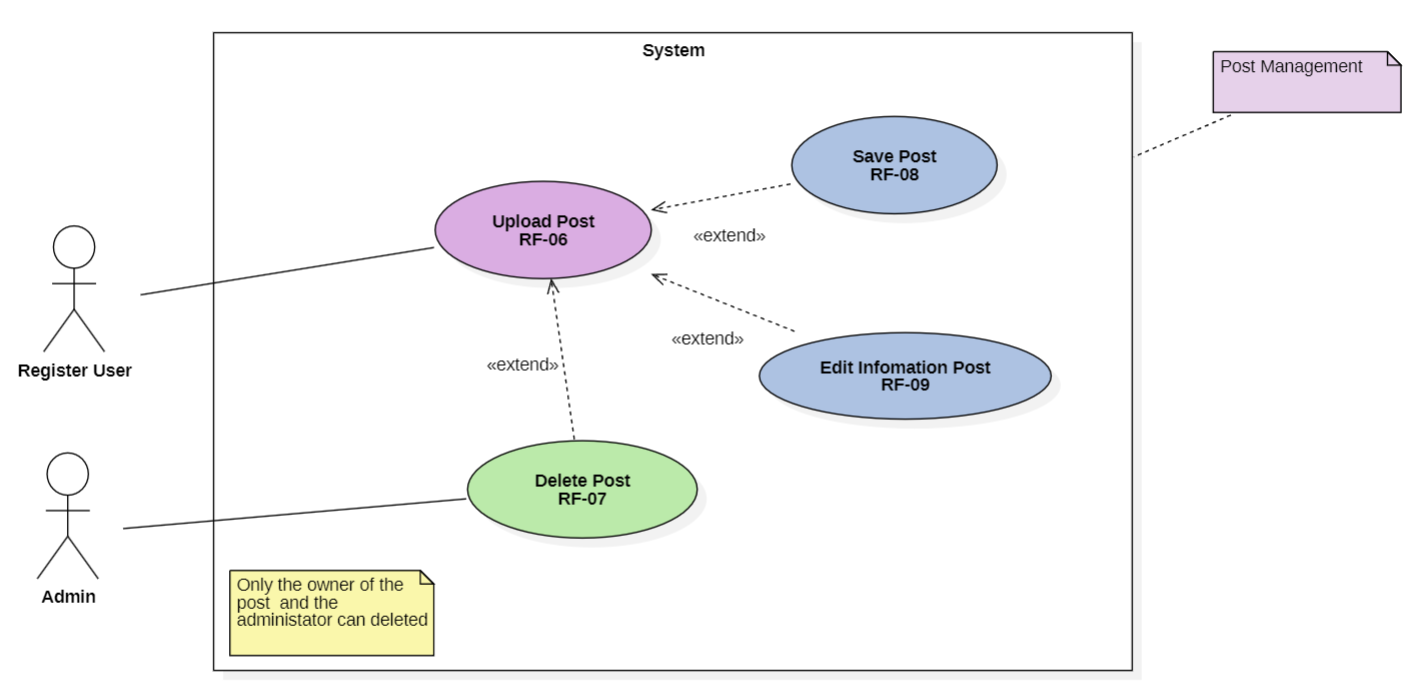 System
Post Management
Save Post
RF-08
Upload Post
RF-06
«extend»
«extend»
«extend»
Edit Infomation Post
RF-09
Register User
Delete Post
RF-07
Admin
Only the owner of the
post  and the
administator can deleted